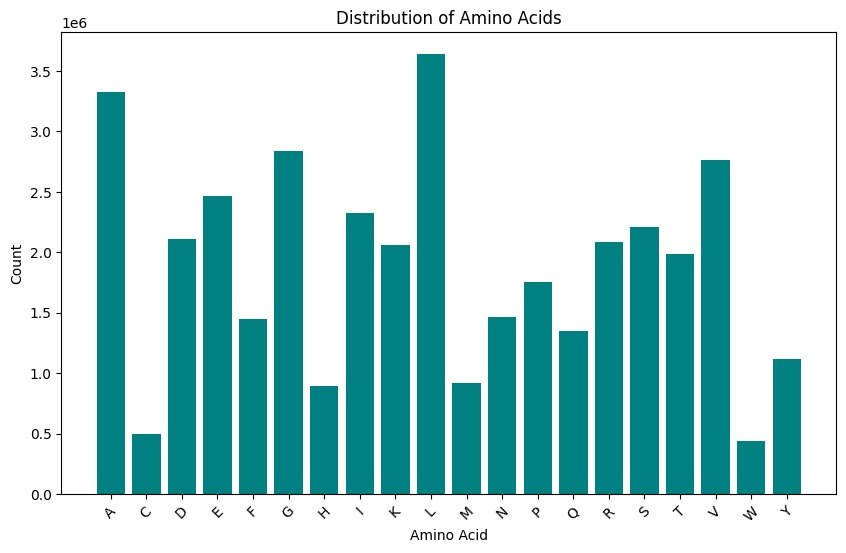 Distribution of Amino Acids
1e6
3.5
3.0
2.5
2.0
1.5
1.0
0.5
0.0
Count
A C D E F G H I K L M N P Q R S T V W Y
Amino Acid